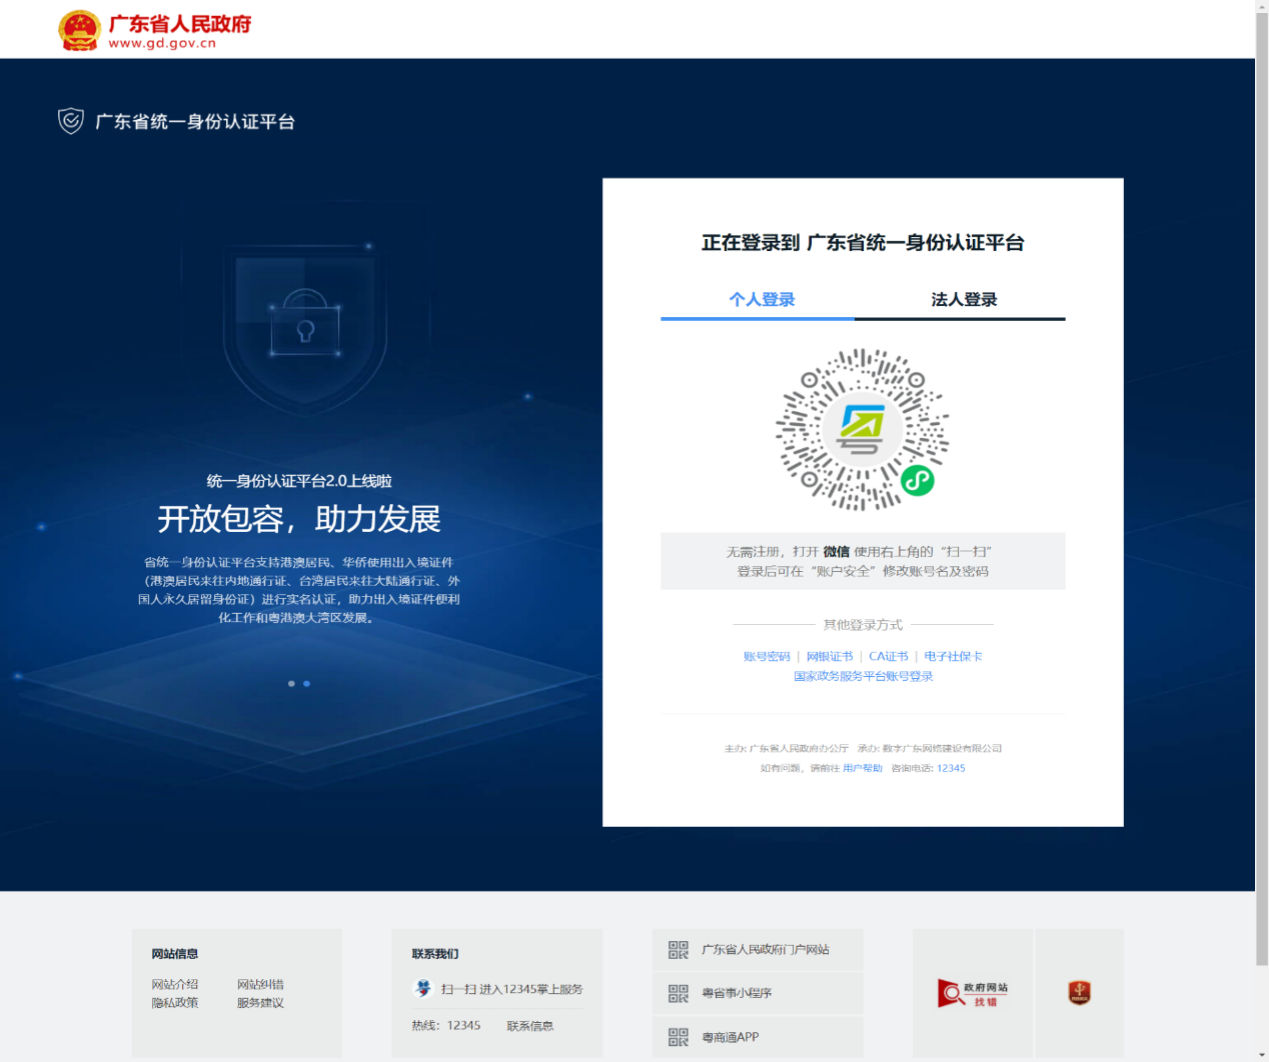 广东省人民政府
www.gd.gov.cn
广东省统一身份认证平台
统一身份认证平台2.0上线啦
开放包容，助力发展
省统一身份认证平台支持港澳居民、华侨使用出入境证件
（港澳居民来往内地通行证、台湾居民来往大陆通行证、外
国人永久居留身份证）进行实名认证，助力出入境证件便利
化工作和粤港澳大湾区发展。
正在登录到 广东省统一身份认证平台
个人登录 法人登录
无需注册，打开 微信 使用右上角的“扫一扫”
登录后可在“账户安全”修改账号名及密码
其他登录方式
账号密码 | 网银证书 | CA证书 | 电子社保卡
国家政务服务平台账号登录
主办: 广东省人民政府办公厅 承办: 数字广东网络建设有限公司
如有问题，请前往 用户帮助 咨询电话: 12345
网站信息
网站介绍 网站纠错
隐私政策 服务建议
联系我们
扫一扫 进入12345掌上服务
热线：12345 联系信息
广东省人民政府门户网站
粤省事小程序
粤商通APP
政府网站
找错